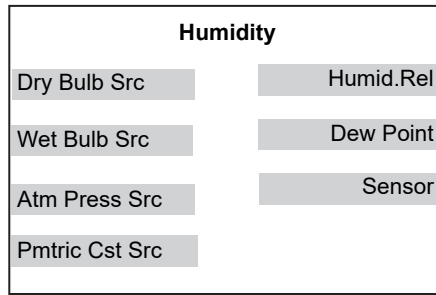 Humidity
Dry Bulb Src
Humid.Rel
Wet Bulb Src
Dew Point
Atm Press Src
Sensor
Pmtric Cst Src